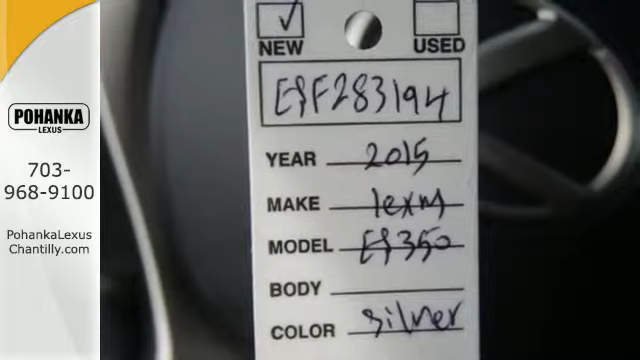 NEW USED
ESF283194
YEAR 2015
MAKE lexus
MODEL ES350
BODY
COLOR silver
POHANKA
LEXUS
703-
968-9100
PohankaLexus
Chantilly.com